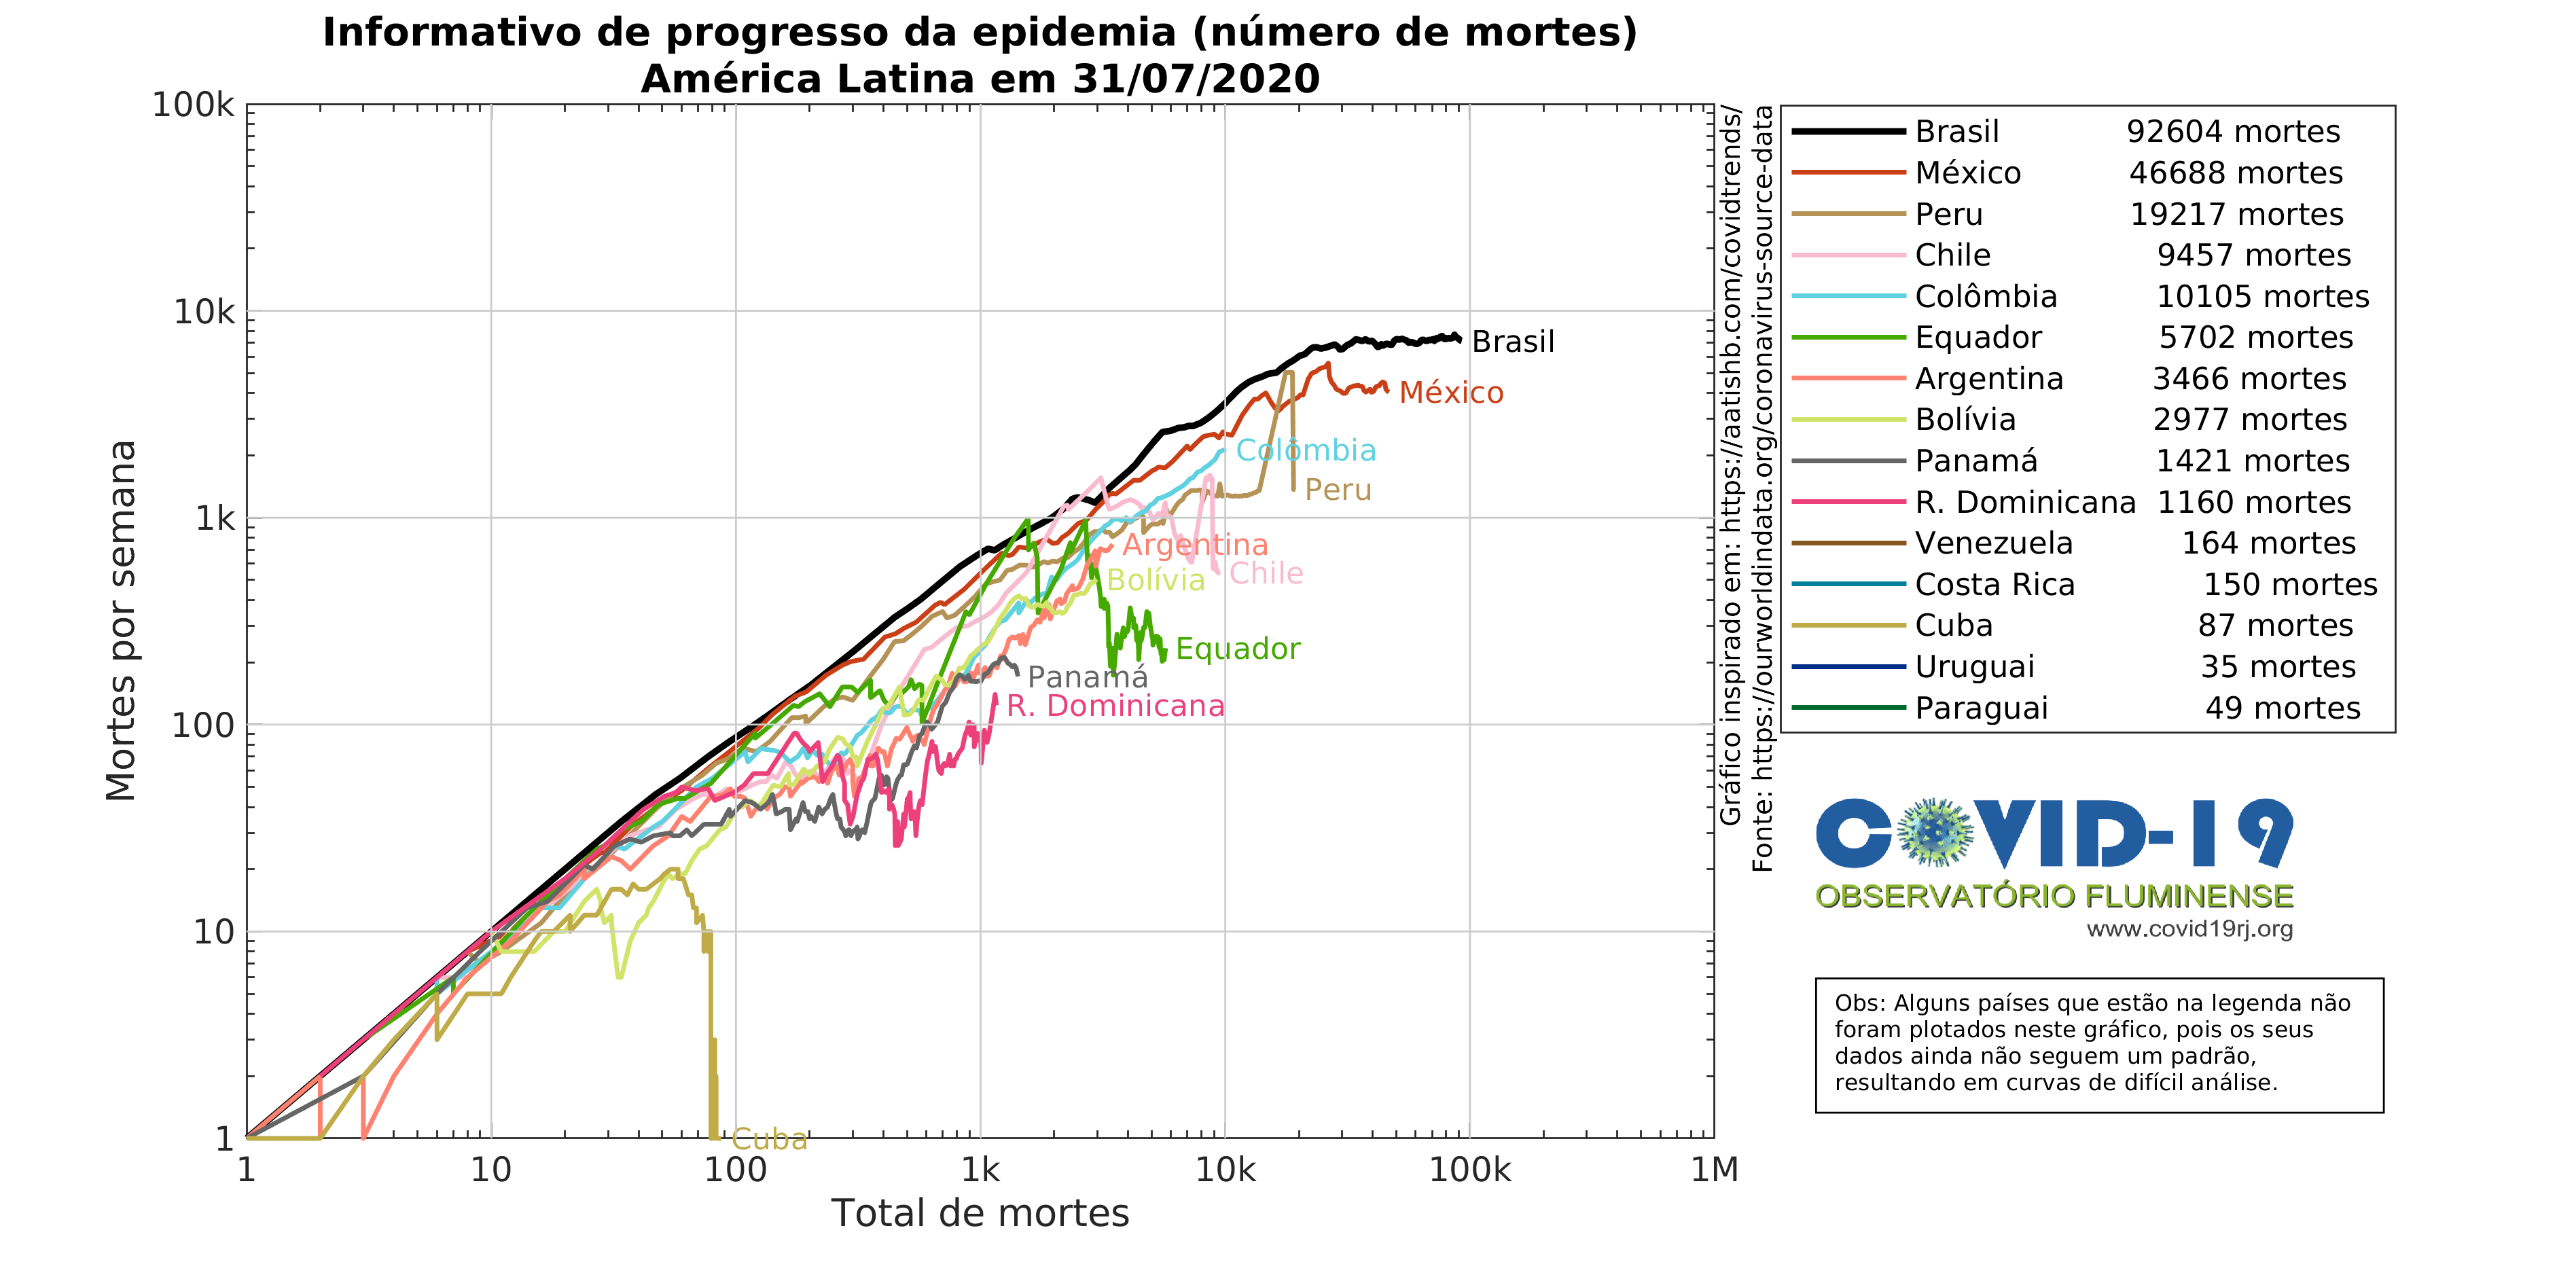 Informativo de progresso da epidemia (número de mortes)
América Latina em 31/07/2020
100k
10k
1k
100
10
1
Mortes por semana
1
10
100
1k
10k
100k
1M
Total de mortes
Brasil
México
Colômbia
Peru
Argentina
Chile
Bolívia
Equador
Panamá
R. Dominicana
Cuba
Gráfico inspirado em: https://aatishb.com/covidtrends/
Fonte: https://ourworldindata.org/coronavirus-source-data
Brasil 92604 mortes
México 46688 mortes
Peru 19217 mortes
Chile 9457 mortes
Colômbia 10105 mortes
Equador 5702 mortes
Argentina 3466 mortes
Bolívia 2977 mortes
Panamá 1421 mortes
R. Dominicana 1160 mortes
Venezuela 164 mortes
Costa Rica 150 mortes
Cuba 87 mortes
Uruguai 35 mortes
Paraguai 49 mortes
COVID-19
OBSERVATÓRIO FLUMINENSE
www.covid19rj.org
Obs: Alguns países que estão na legenda não
foram plotados neste gráfico, pois os seus
dados ainda não seguem um padrão,
resultando em curvas de difícil análise.